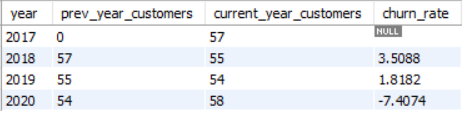 year prev_year_customers current_year_customers churn_rate
2017 0 57 NULL
2018 57 55 3.5088
2019 55 54 1.8182
2020 54 58 -7.4074